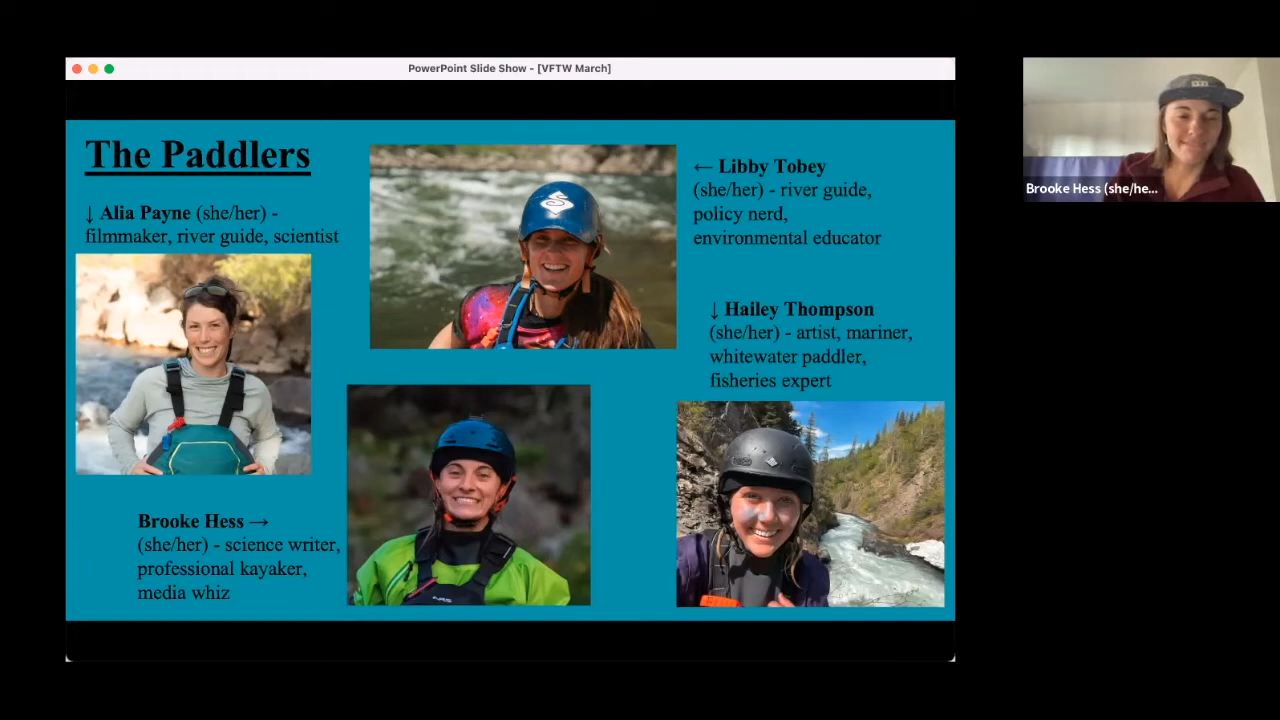 PowerPoint Slide Show - [VFTW March]
The Paddlers
↓ Alia Payne (she/her) -
filmmaker, river guide, scientist
← Libby Tobey
(she/her) - river guide,
policy nerd,
environmental educator
↓ Hailey Thompson
(she/her) - artist, mariner,
whitewater paddler,
fisheries expert
Brooke Hess →
(she/her) - science writer,
professional kayaker,
media whiz
Brooke Hess (she/he...